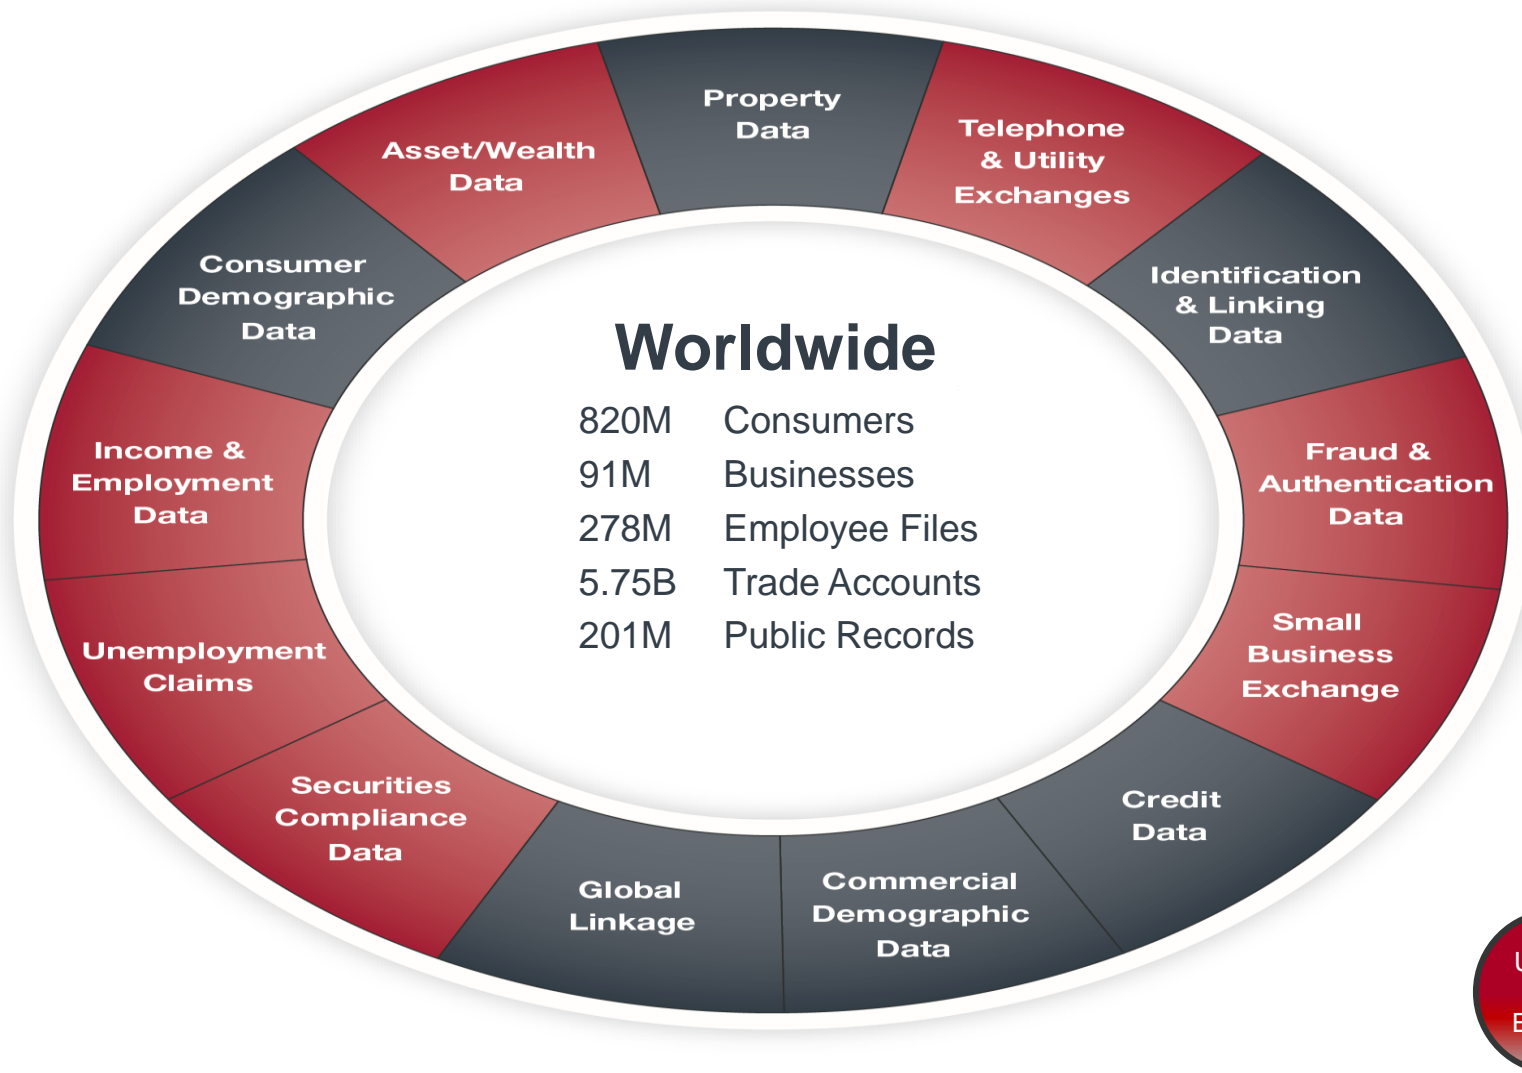 Property
Data
Telephone
& Utility
Exchanges
Asset/Wealth
Data
Consumer
Demographic
Data
Identification
& Linking
Data
Worldwide
820M Consumers
91M Businesses
278M Employee Files
5.75B Trade Accounts
201M Public Records
Income &
Employment
Data
Fraud &
Authentication
Data
Unemployment
Claims
Small
Business
Exchange
Securities
Compliance
Data
Credit
Data
Global
Linkage
Commercial
Demographic
Data